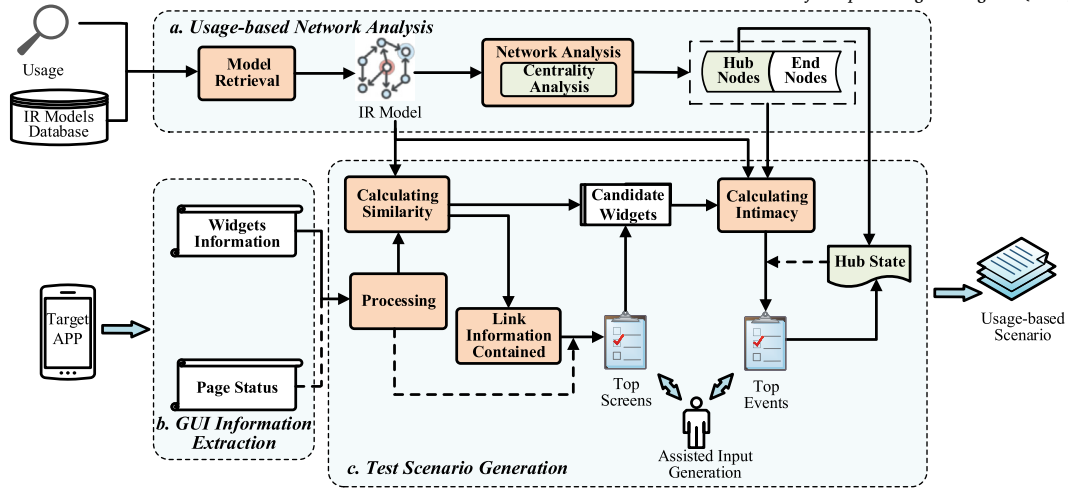 a. Usage-based Network Analysis
Usage
IR Models
Database
Model
Retrieval
IR Model
Network Analysis
Centrality
Analysis
Hub
Nodes
End
Nodes
Widgets
Information
Page Status
b. GUI Information
Extraction
Target
APP
Calculating
Similarity
Candidate
Widgets
Calculating
Intimacy
Hub State
Processing
Link
Information
Contained
Top
Screens
Top
Events
Assisted Input
Generation
c. Test Scenario Generation
Usage-based
Scenario